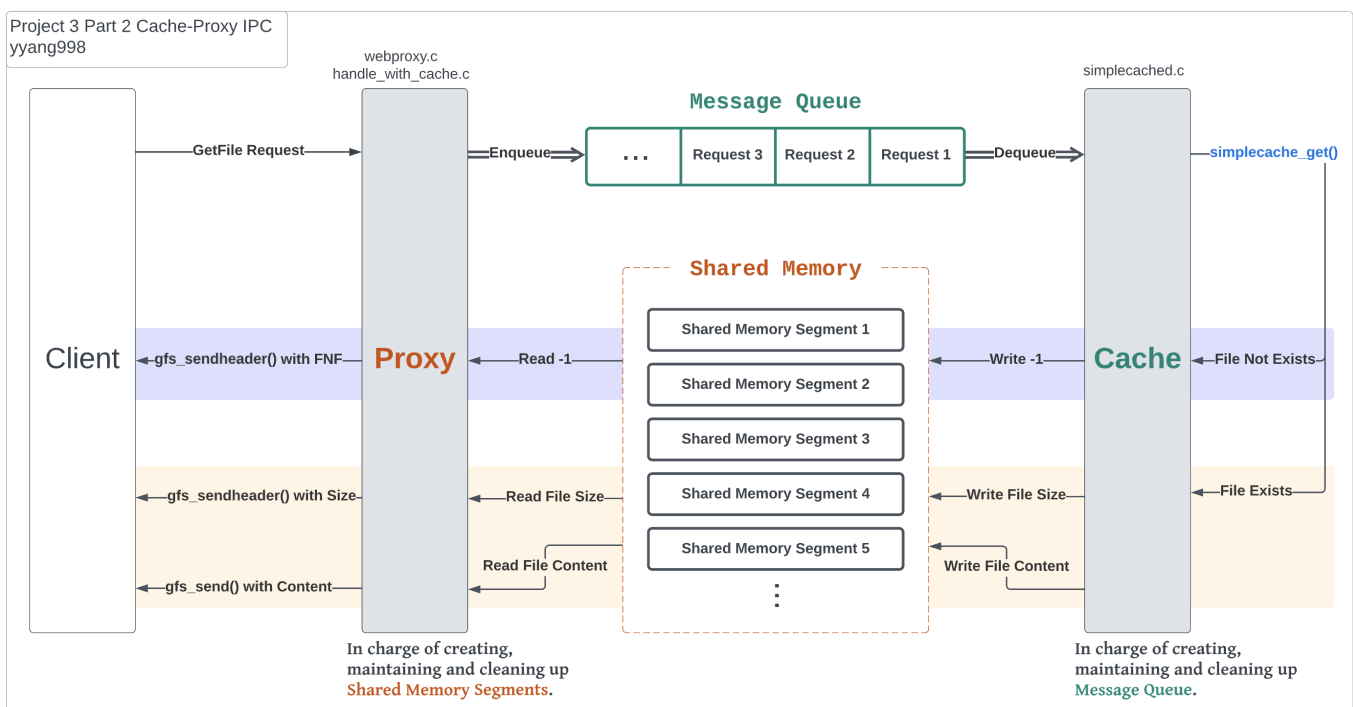 Project 3 Part 2 Cache-Proxy IPC
yyang998
webproxy.c
handle_with_cache.c
simplecached.c
Message Queue
GetFile Request
Enqueue
...
Request 3
Request 2
Request 1
Dequeue
simplecache_get()
Shared Memory
Shared Memory Segment 1
Client
gfs_sendheader() with FNF
Proxy
Read -1
Write -1
Cache
File Not Exists
Shared Memory Segment 2
Shared Memory Segment 3
gfs_sendheader() with Size
Read File Size
Shared Memory Segment 4
Write File Size
File Exists
Shared Memory Segment 5
Read File Content
Write File Content
gfs_send() with Content
⋮
In charge of creating,
maintaining and cleaning up
Shared Memory Segments.
In charge of creating,
maintaining and cleaning up
Message Queue.